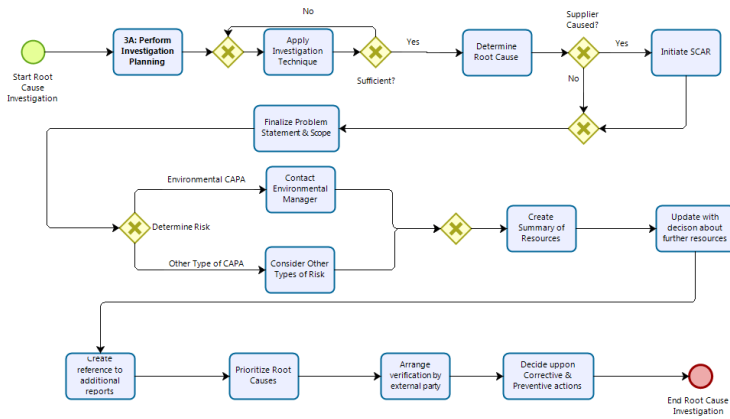 No
Supplier
Caused?
3A: Perform
Investigation
Planning
Apply
Investigation
Technique
Yes
Determine
Root Cause
Yes
Initiate SCAR
Sufficient?
No
Start Root
Cause
Investigation
Finalize Problem
Statement & Scope
Environmental CAPA
Contact
Environmental
Manager
Determine Risk
Create
Summary of
Resources
Update with
decison about
further resources
Other Type of CAPA
Consider Other
Types of Risk
Create
reference to
additional
reports
Prioritize Root
Causes
Arrange
verification by
external party
Decide uppon
Corrective &
Preventive actions
End Root Cause
Investigation